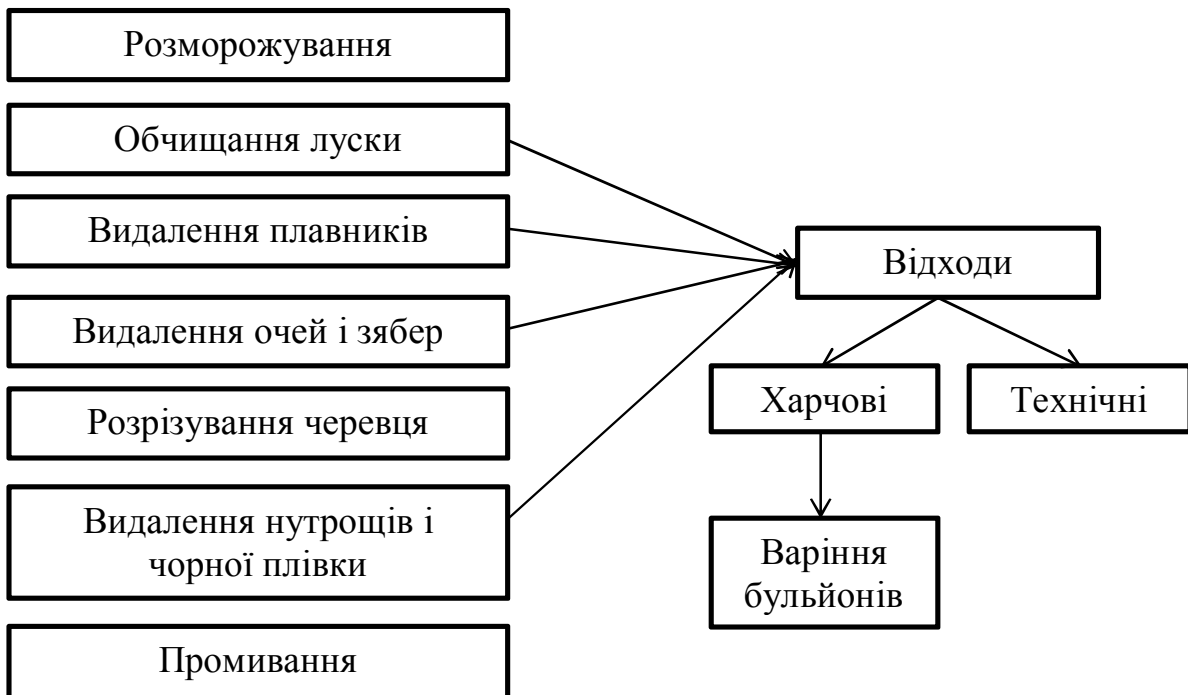 Розморожування
Обчищання луски
Видалення плавників
Видалення очей і зябер
Розрізування черевця
Видалення нутрощів і
чорної плівки
Промивання
Відходи
Харчові
Технічні
Варіння
бульйонів